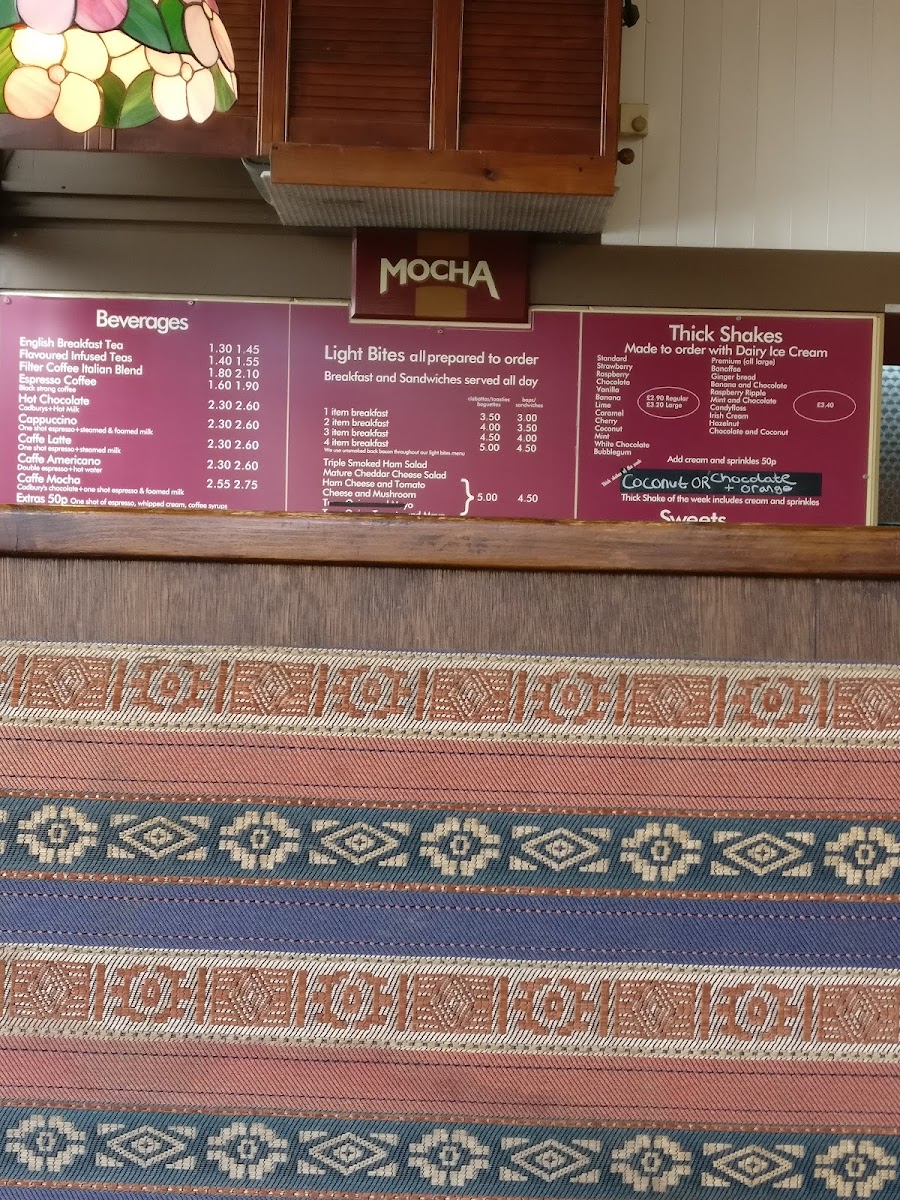 MOCHA
Beverages
English Breakfast Tea 1.30 1.45
Flavoured Infused Teas 1.40 1.55
Filter Coffee Italian Blend 1.80 2.10
Espresso Coffee 1.60 1.90
Black strong coffee
Hot Chocolate 2.30 2.60
Cadburys+Hot Milk
Cappuccino 2.30 2.60
One shot espresso+steamed & foamed milk
Caffe Latte 2.30 2.60
One shot espresso+steamed milk
Caffe Americano 2.30 2.60
Double espresso+hot water
Caffe Mocha 2.55 2.75
Cadbury's chocolate+one shot espresso & foamed milk
Extras 50p One shot of espresso, whipped cream, coffee syrups
Light Bites all prepared to order
Breakfast and Sandwiches served all day
ciabattas/toasties baps/
baguettes sandwiches
1 item breakfast 3.50 3.00
2 item breakfast 4.00 3.50
3 item breakfast 4.50 4.00
4 item breakfast 5.00 4.50
We use unsmoked back bacon throughout our light bites menu
Triple Smoked Ham Salad
Mature Cheddar Cheese Salad
Ham Cheese and Tomato
Cheese and Mushroom
5.00 4.50
Thick Shakes
Made to order with Dairy Ice Cream
Standard
Strawberry
Raspberry
Chocolate
Vanilla
Banana
Lime
Caramel
Cherry
Coconut
Mint
White Chocolate
Bubblegum
£2.90 Regular
£3.20 Large
Premium (all large)
Banoffee
Ginger bread
Banana and Chocolate
Raspberry Ripple
Mint and Chocolate
Candyfloss
Irish Cream
Hazelnut
Chocolate and Coconut
£3.40
Add cream and sprinkles 50p
Thick shake of the week
Coconut OR Chocolate
+ orange
Thick Shake of the week includes cream and sprinkles
Sweets